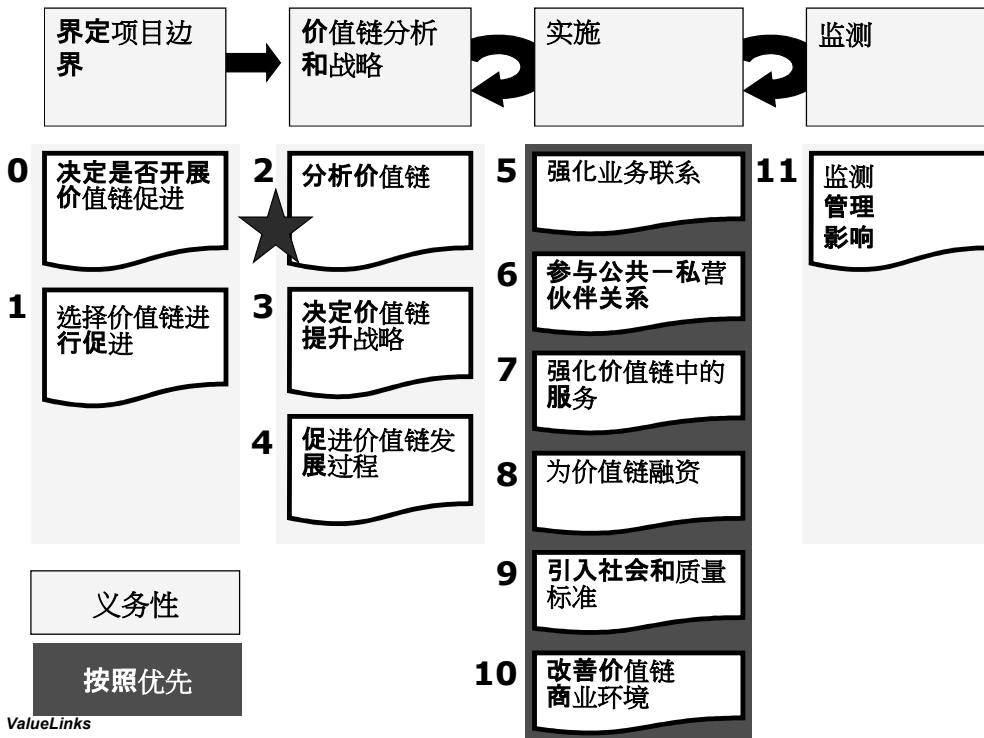 界定项目边
界
价值链分析
和战略
实施
监测
0
决定是否开展
价值链促进
1
选择价值链进
行促进
2
分析价值链
3
决定价值链
提升战略
4
促进价值链发
展过程
5
强化业务联系
6
参与公共－私营
伙伴关系
7
强化价值链中的
服务
8
为价值链融资
9
引入社会和质量
标准
10
改善价值链
商业环境
11
监测
管理
影响
义务性
按照优先
ValueLinks